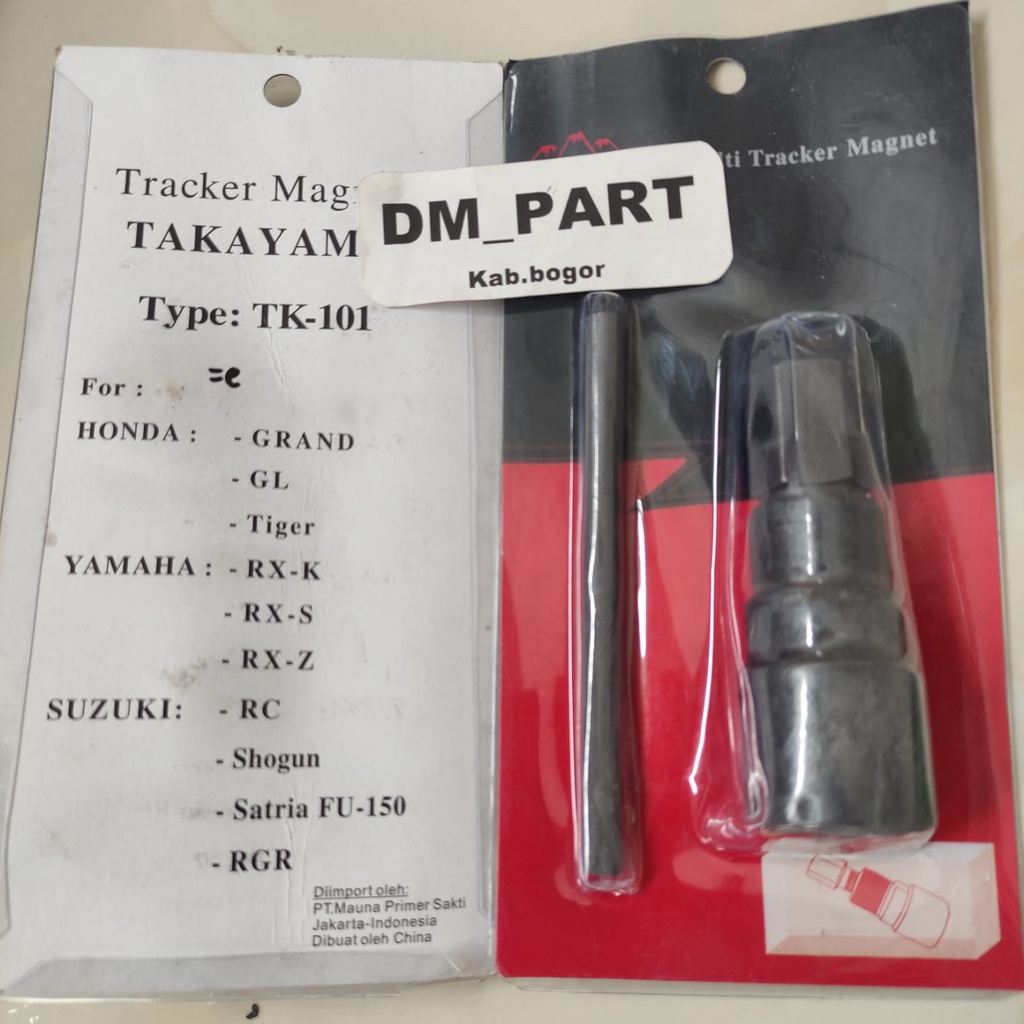 Tracker Mag
TAKAYAM
Type: TK-101
For : =e
HONDA : - GRAND
- GL
- Tiger
YAMAHA : - RX-K
- RX-S
- RX-Z
SUZUKI: - RC
- Shogun
- Satria FU-150
- RGR
Diimport oleh:
PT.Mauna Primer Sakti
Jakarta-Indonesia
Dibuat oleh China
DM_PART
Kab.bogor
lti Tracker Magnet